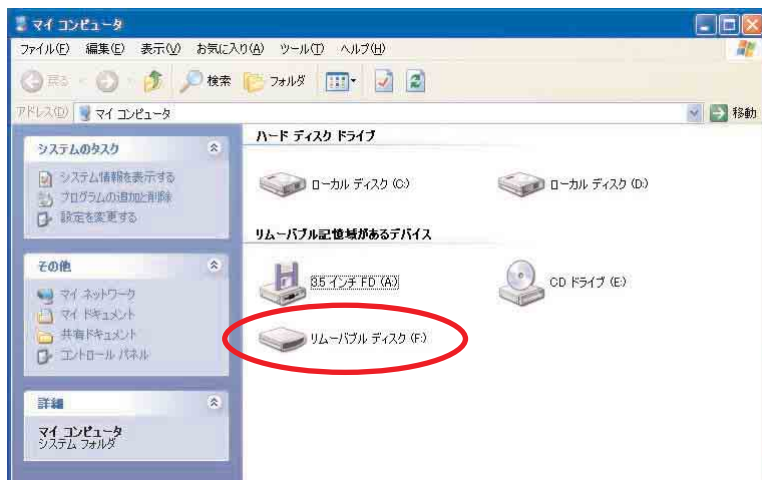 マイ コンピュータ
ファイル(F) 編集(E) 表示(V) お気に入り(A) ツール(T) ヘルプ(H)
戻る 検索 フォルダ
アドレス(D) マイ コンピュータ 移動
システムのタスク
システム情報を表示する
プログラムの追加と削除
設定を変更する
その他
マイ ネットワーク
マイ ドキュメント
共有ドキュメント
コントロール パネル
詳細
マイ コンピュータ
システム フォルダ
ハード ディスク ドライブ
ローカル ディスク (C:) ローカル ディスク (D:)
リムーバブル記憶域があるデバイス
3.5 インチ FD (A:) CD ドライブ (E:)
リムーバブル ディスク (F:)